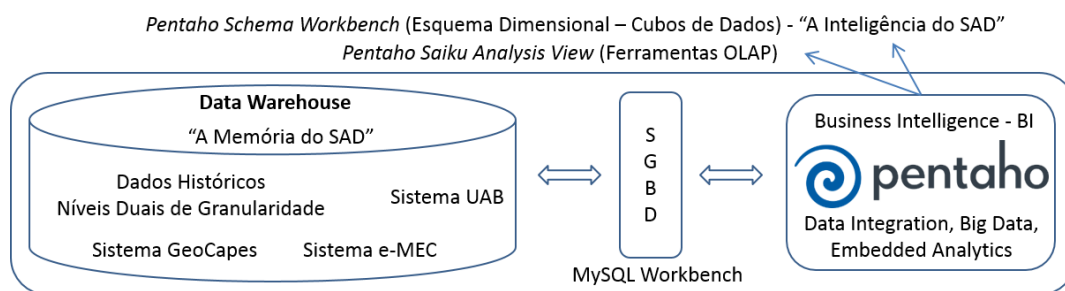 Pentaho Schema Workbench (Esquema Dimensional – Cubos de Dados) - “A Inteligência do SAD”
Pentaho Saiku Analysis View (Ferramentas OLAP)
Data Warehouse
“A Memória do SAD”
Dados Históricos
Níveis Duais de Granularidade
Sistema UAB
Sistema GeoCapes
Sistema e-MEC
S
G
B
D
MySQL Workbench
Business Intelligence - BI
pentaho
Data Integration, Big Data,
Embedded Analytics